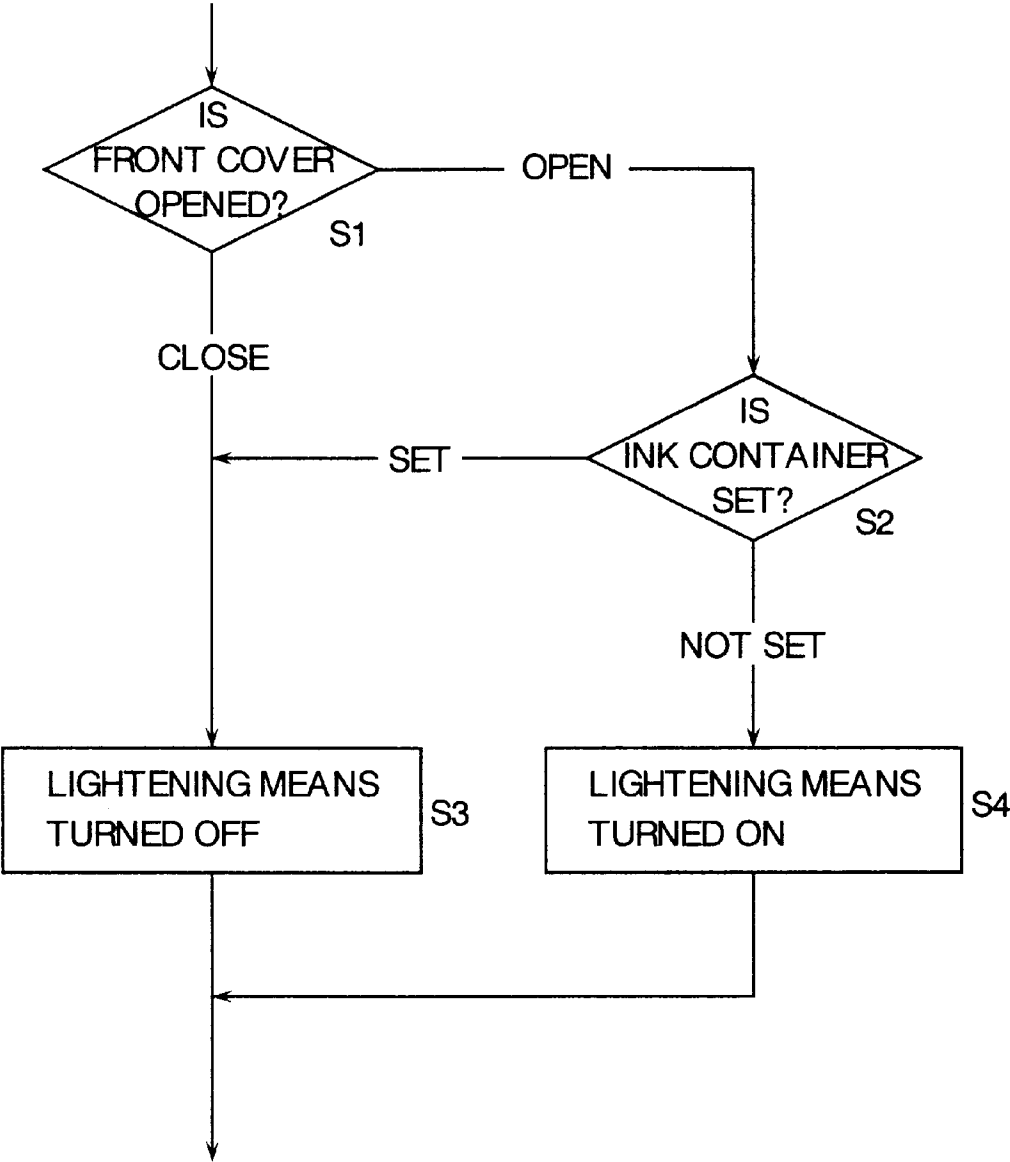 IS
FRONT COVER
OPENED?
S1
OPEN
CLOSE
IS
INK CONTAINER
SET?
S2
SET
NOT SET
LIGHTENING MEANS
TURNED OFF
S3
LIGHTENING MEANS
TURNED ON
S4